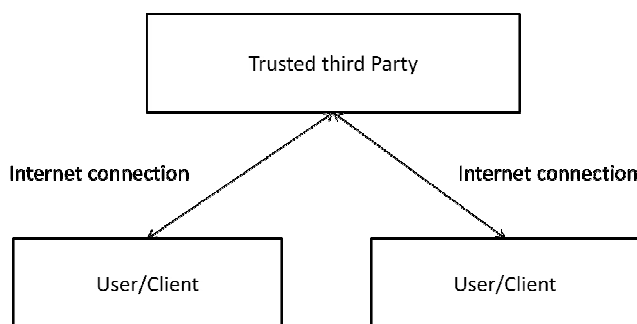 Trusted third Party
Internet connection
Internet connection
User/Client
User/Client